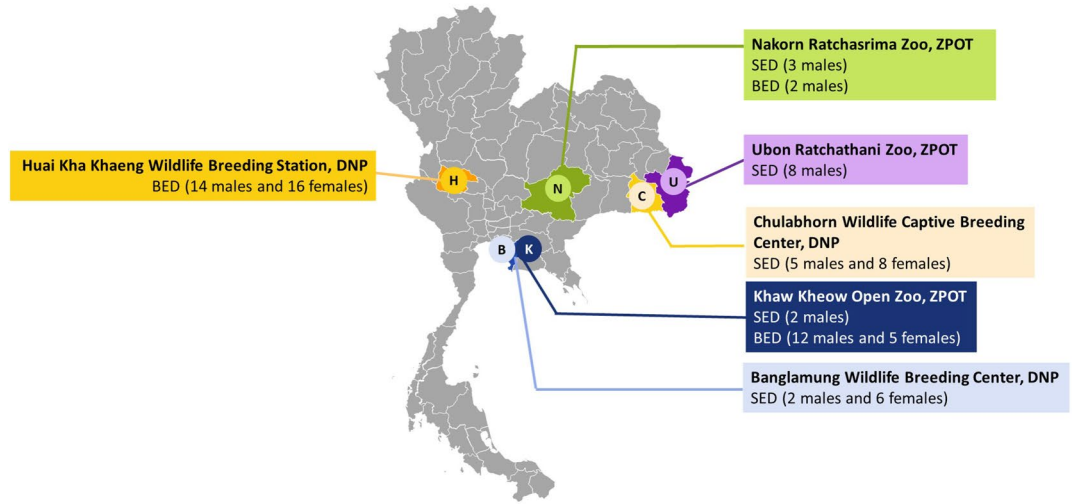 Nakorn Ratchasrima Zoo, ZPOT
SED (3 males)
BED (2 males)
Huai Kha Khaeng Wildlife Breeding Station, DNP
BED (14 males and 16 females)
Ubon Ratchathani Zoo, ZPOT
SED (8 males)
H
N
C
U
Chulabhorn Wildlife Captive Breeding
Center, DNP
SED (5 males and 8 females)
B
K
Khaw Kheow Open Zoo, ZPOT
SED (2 males)
BED (12 males and 5 females)
Banglamung Wildlife Breeding Center, DNP
SED (2 males and 6 females)